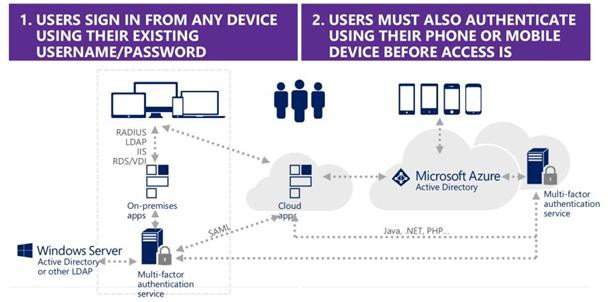 1. USERS SIGN IN FROM ANY DEVICE
USING THEIR EXISTING
USERNAME/PASSWORD
2. USERS MUST ALSO AUTHENTICATE
USING THEIR PHONE OR MOBILE
DEVICE BEFORE ACCESS IS
RADIUS
LDAP
IIS
RDS/VDI
On-premises
apps
Cloud
apps
Microsoft Azure
Active Directory
Multi-factor
authentication
service
SAML
Java, .NET, PHP...
Windows Server
Active Directory
or other LDAP
Multi-factor
authentication
service